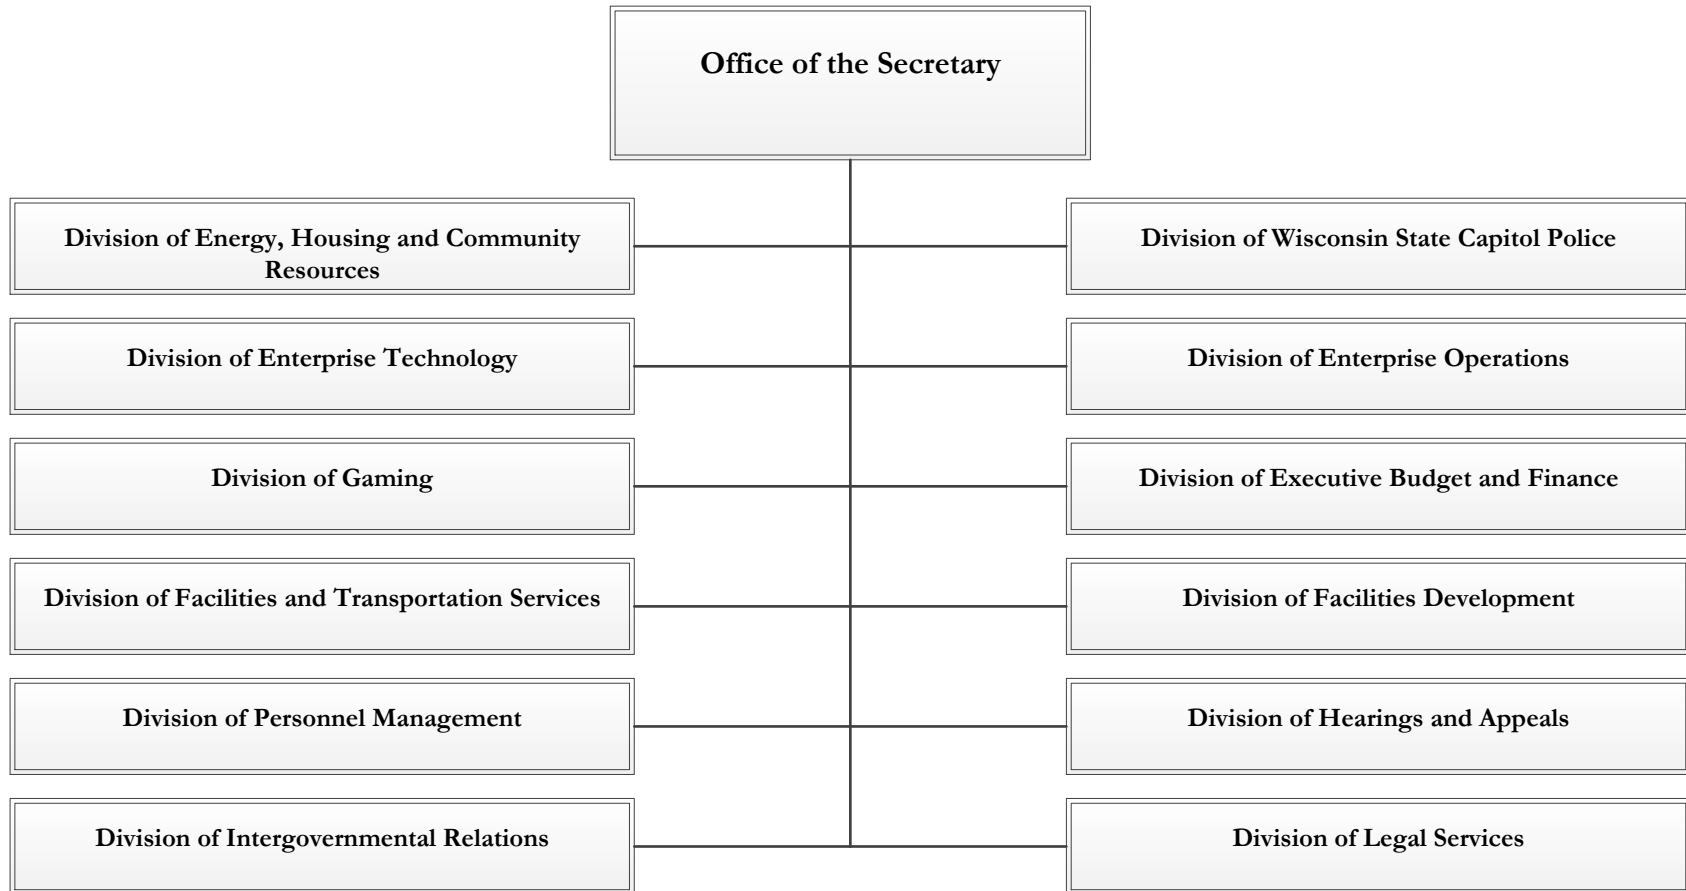 Office of the Secretary
Division of Energy, Housing and Community
Resources
Division of Wisconsin State Capitol Police
Division of Enterprise Technology
Division of Enterprise Operations
Division of Gaming
Division of Executive Budget and Finance
Division of Facilities and Transportation Services
Division of Facilities Development
Division of Personnel Management
Division of Hearings and Appeals
Division of Intergovernmental Relations
Division of Legal Services